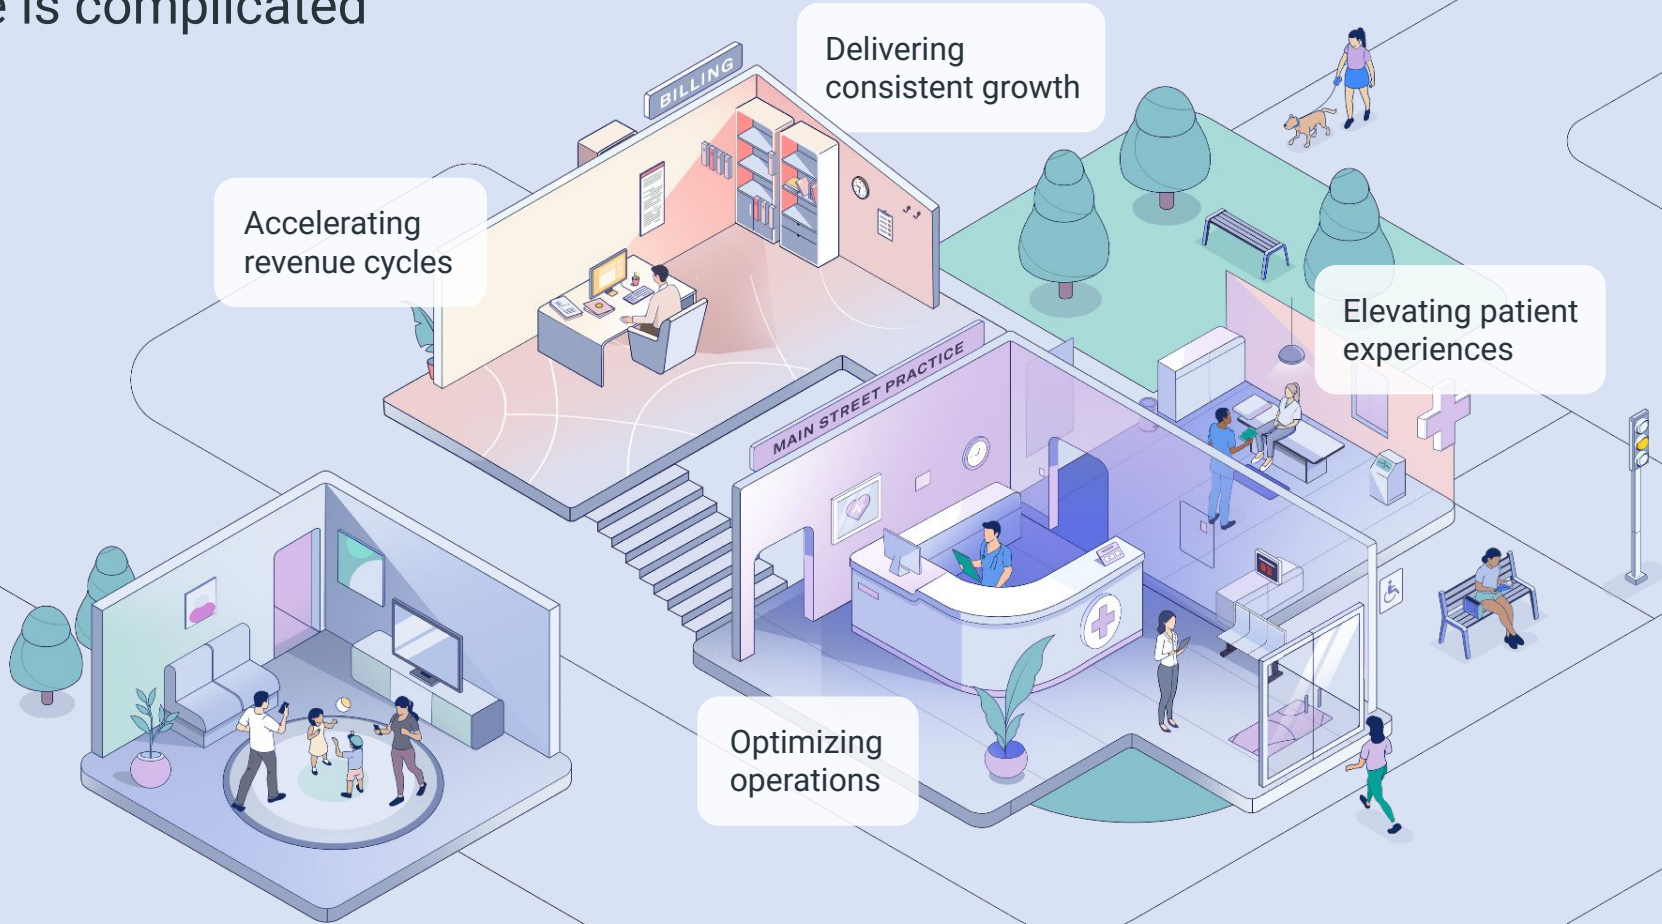 e is complicated
Delivering
consistent growth
BILLING
Accelerating
revenue cycles
Elevating patient
experiences
MAIN STREET PRACTICE
Optimizing
operations